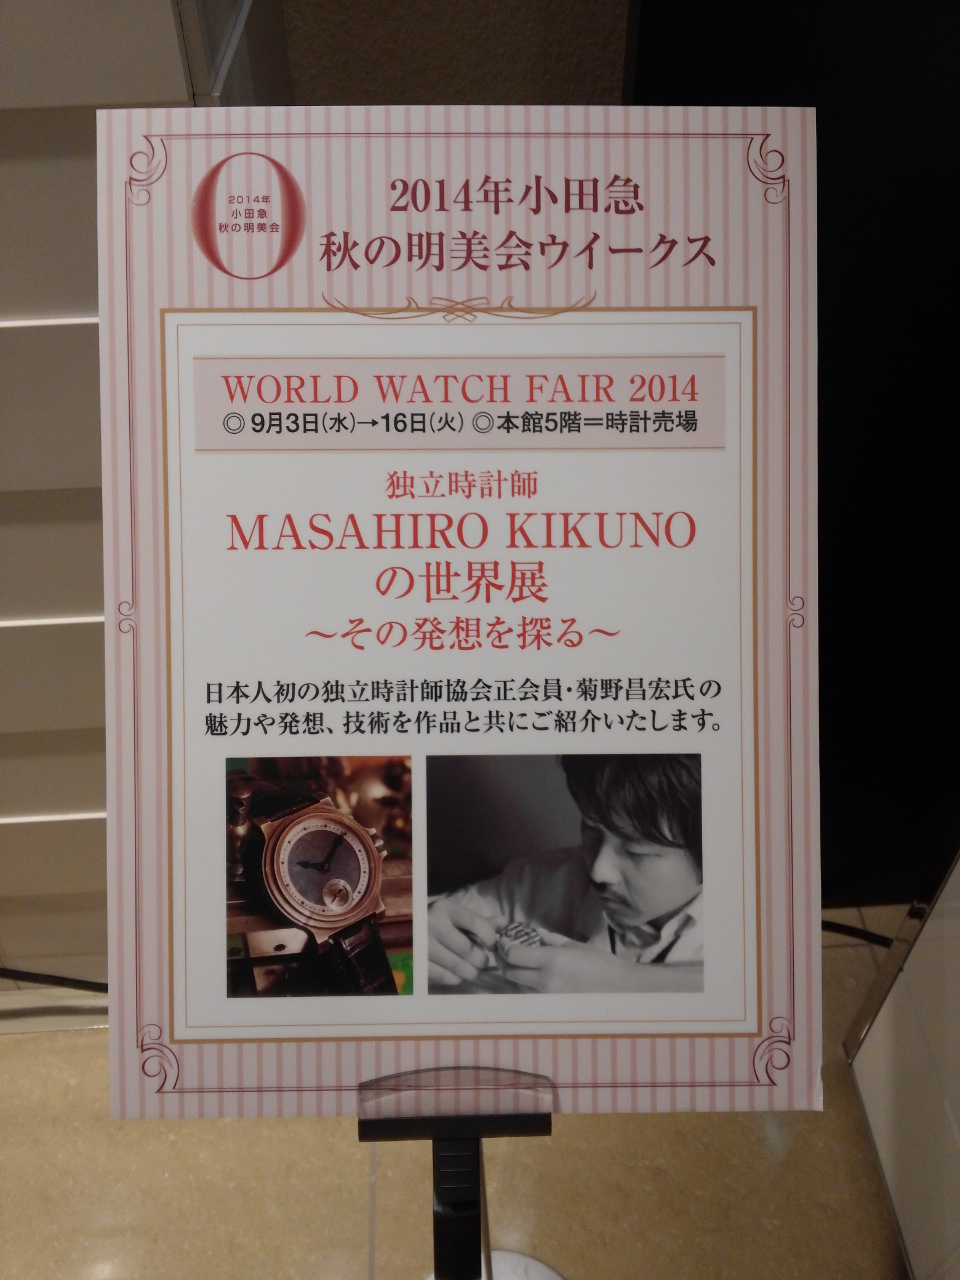 2014年
小田急
秋の明美会
2014年小田急
秋の明美会ウイークス
WORLD WATCH FAIR 2014
◎9月3日(水)→16日(火) ◎本館5階=時計売場
独立時計師
MASAHIRO KIKUNO
の世界展
〜その発想を探る〜
日本人初の独立時計師協会正会員・菊野昌宏氏の
魅力や発想、技術を作品と共にご紹介いたします。